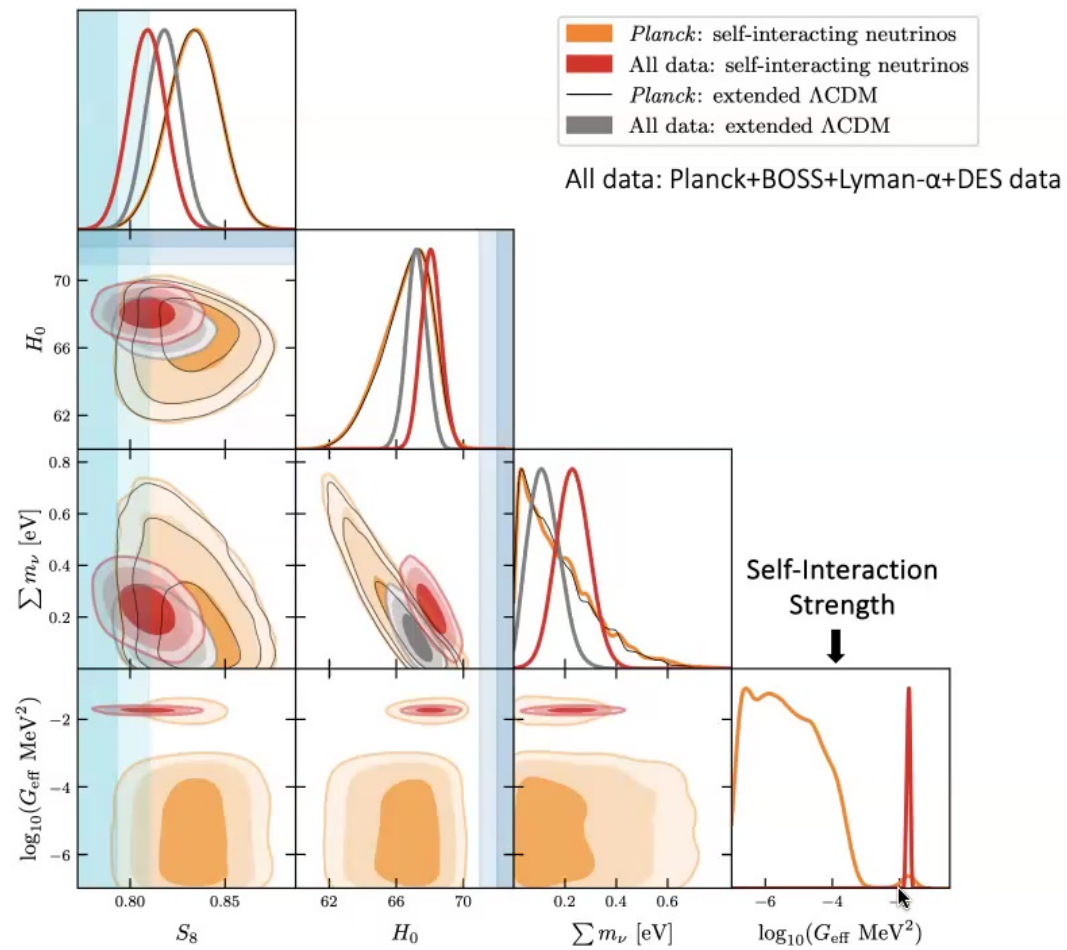 Planck: self-interacting neutrinos
All data: self-interacting neutrinos
Planck: extended ΛCDM
All data: extended ΛCDM
All data: Planck+BOSS+Lyman-α+DES data
70
66
62
H₀
0.8
0.6
0.4
0.2
∑ mν [eV]
Self-Interaction
Strength
−2
−4
−6
log₁₀(G_eff MeV²)
0.80 0.85
62 66 70
0.2 0.4 0.6
−6 −4 −2
S₈
H₀
∑ mν [eV]
log₁₀(G_eff MeV²)